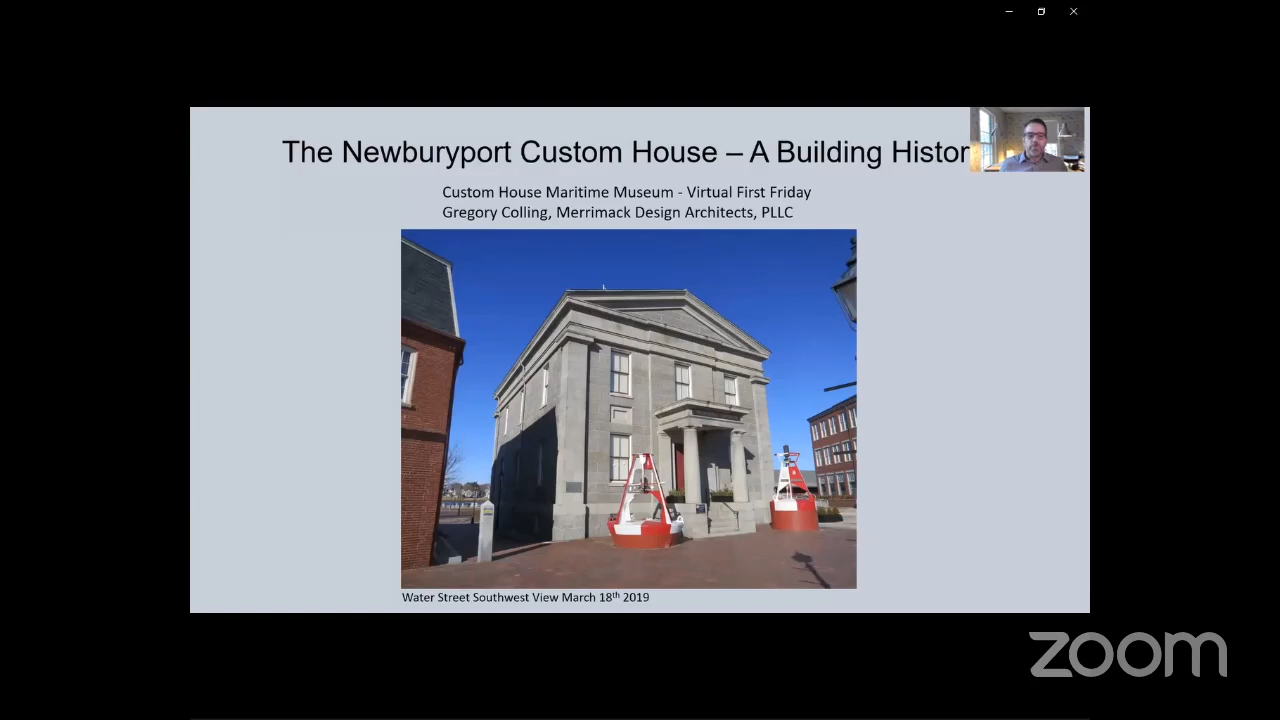 The Newburyport Custom House – A Building Histor
Custom House Maritime Museum - Virtual First Friday
Gregory Colling, Merrimack Design Architects, PLLC
Water Street Southwest View March 18th 2019
zoom